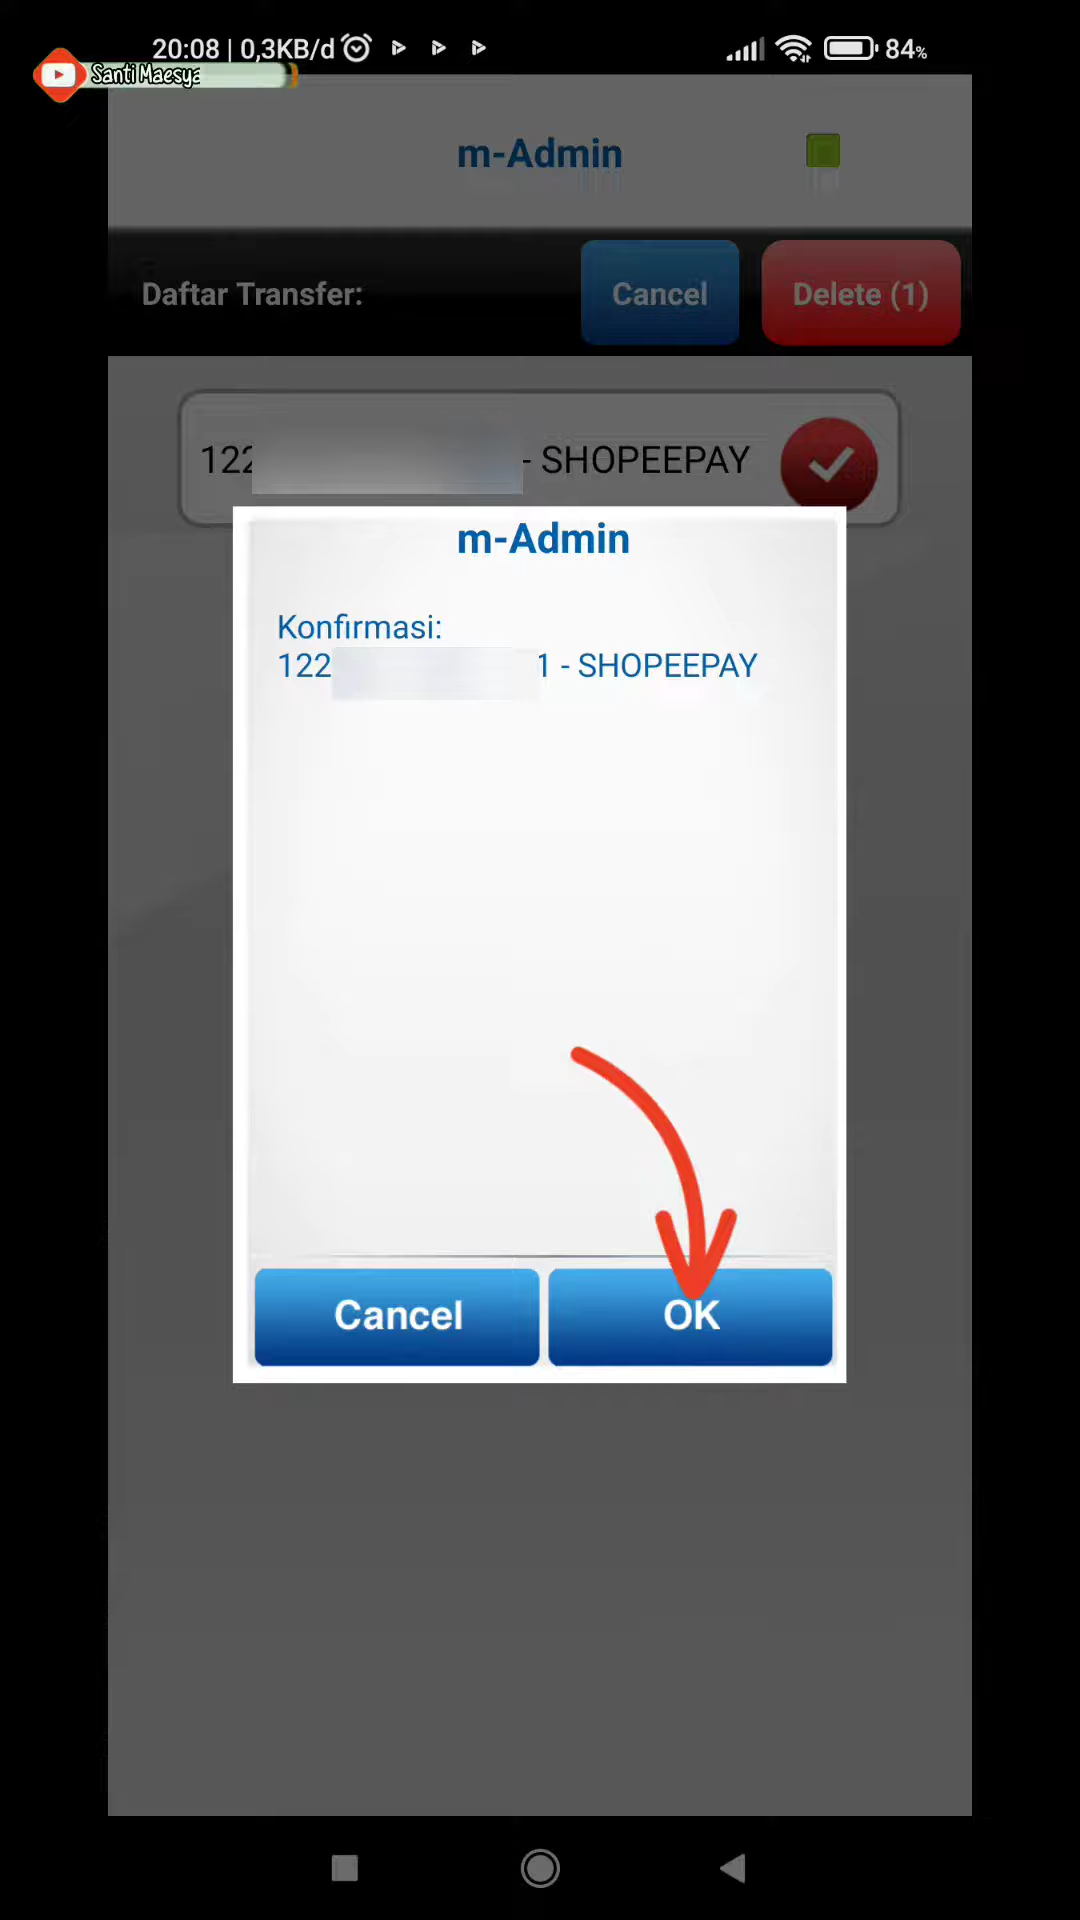 20:08 | 0,3KB/d
84%
Santi Maesya
m-Admin
Daftar Transfer:
Cancel
Delete (1)
122 - SHOPEEPAY
m-Admin
Konfirmasi:
122 1 - SHOPEEPAY
Cancel
OK